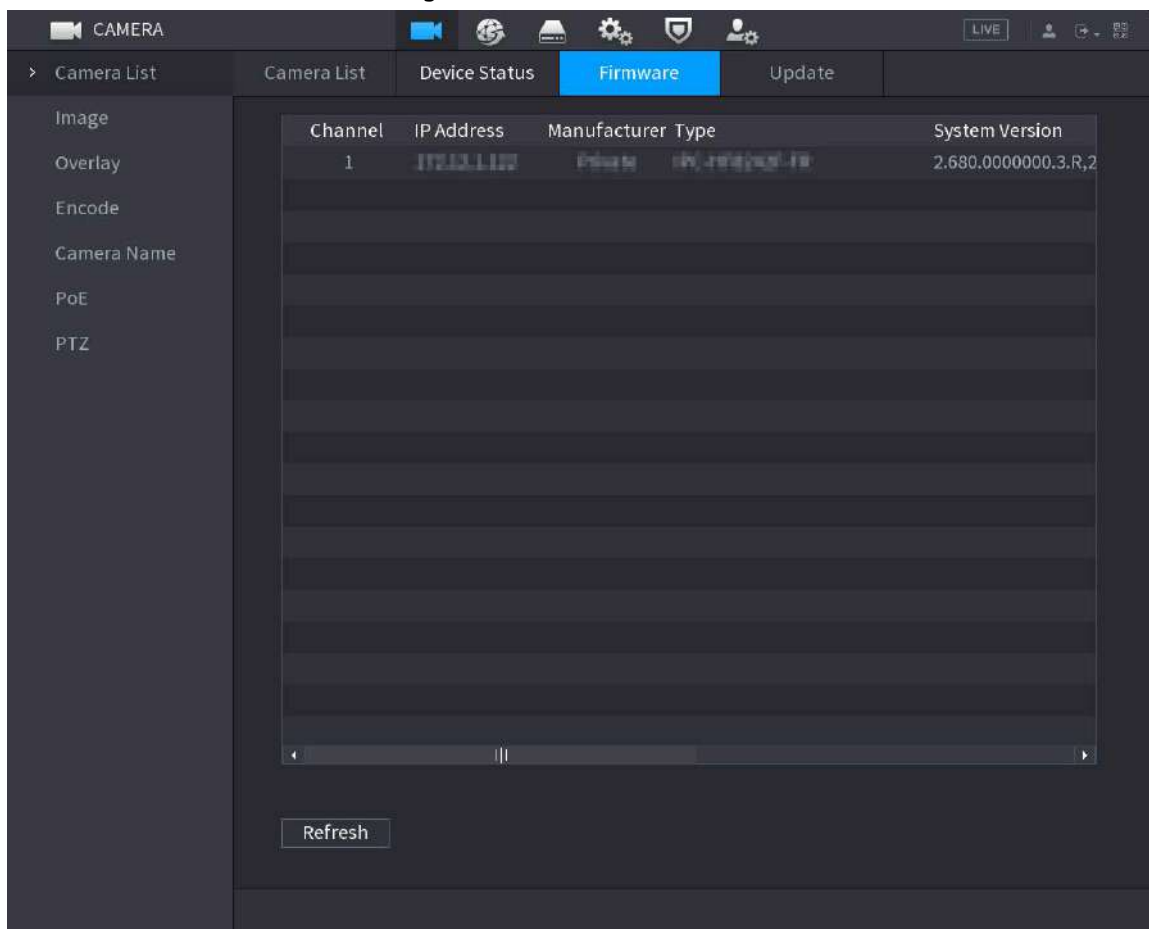 CAMERA
LIVE
> Camera List
Camera List Device Status Firmware Update
Image
Channel IP Address Manufacturer Type System Version
Overlay
1 2.680.0000000.3.R,2
Encode
Camera Name
PoE
PTZ
Refresh